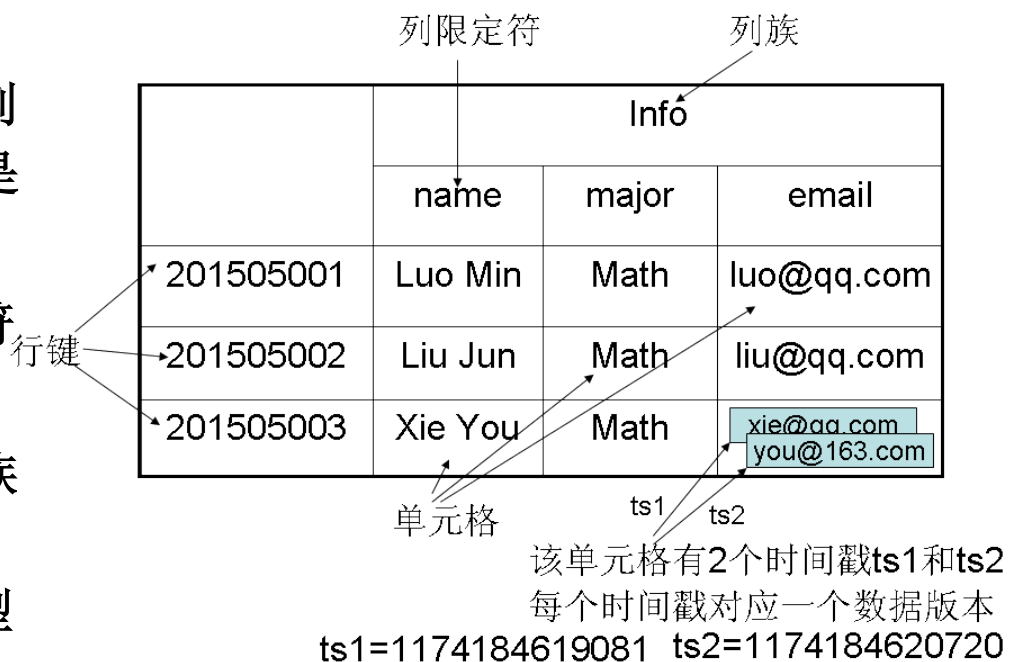 列限定符 列族
Info
name major email
201505001 Luo Min Math luo@qq.com
行键
201505002 Liu Jun Math liu@qq.com
201505003 Xie You Math xie@qq.com
you@163.com
单元格 ts1 ts2
该单元格有2个时间戳ts1和ts2
每个时间戳对应一个数据版本
ts1=1174184619081 ts2=1174184620720
是
族
型